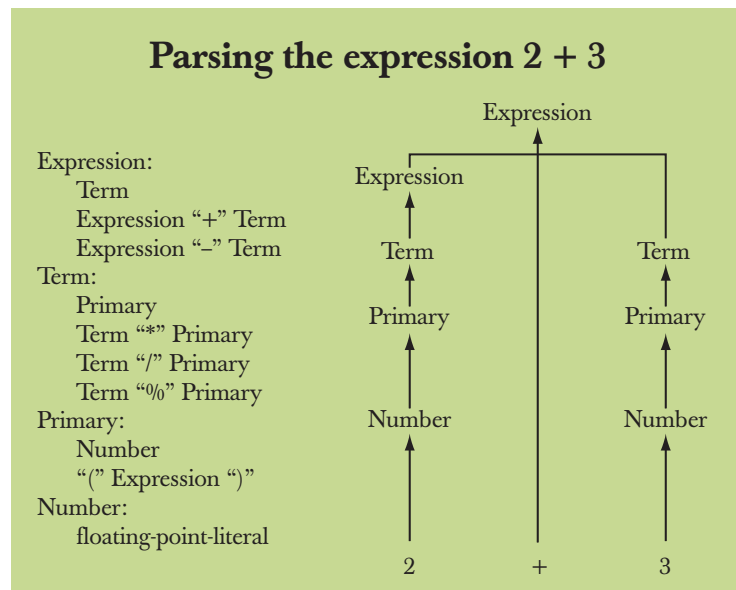 Parsing the expression 2 + 3
Expression:
Term
Expression “+” Term
Expression “–” Term
Term:
Primary
Term “*” Primary
Term “/” Primary
Term “%” Primary
Primary:
Number
“(” Expression “)”
Number:
floating-point-literal
Expression
Expression
Term Term
Primary Primary
Number Number
2 + 3